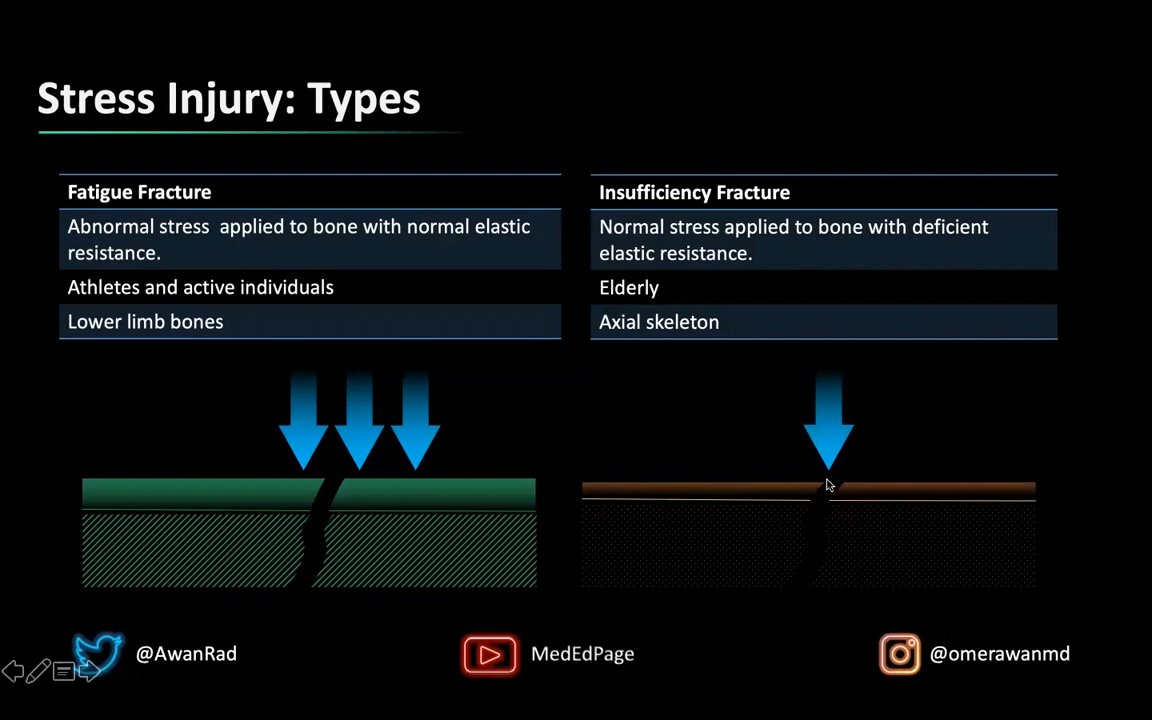 Stress Injury: Types
Fatigue Fracture
Abnormal stress applied to bone with normal elastic
resistance.
Athletes and active individuals
Lower limb bones
Insufficiency Fracture
Normal stress applied to bone with deficient
elastic resistance.
Elderly
Axial skeleton
@AwanRad
MedEdPage
@omerawanmd